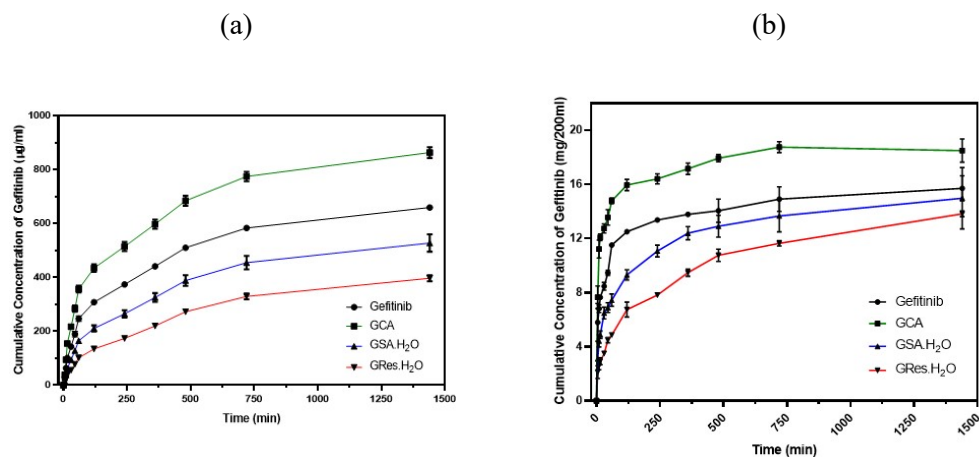 (a)
(b)
Cumulative Concentration of Gefitinib (µg/ml)
1000
800
600
400
200
0
0
250
500
750
1000
1250
1500
Time (min)
Gefitinib
GCA
GSA.H₂O
GRes.H₂O
Cumulative Concentration of Gefitinib (mg/200ml)
20
16
12
8
4
0
0
250
500
750
1000
1250
1500
Time (min)
Gefitinib
GCA
GSA.H₂O
GRes.H₂O